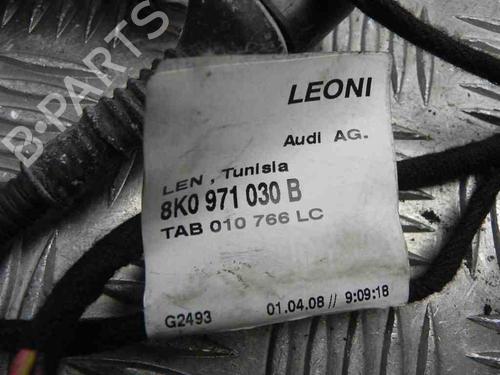 B-PARTS
LEONI
Audi AG.
LEN , Tunisia
8K0 971 030 B
TAB 010 766 LC
G2493 01.04.08 // 9:09:18